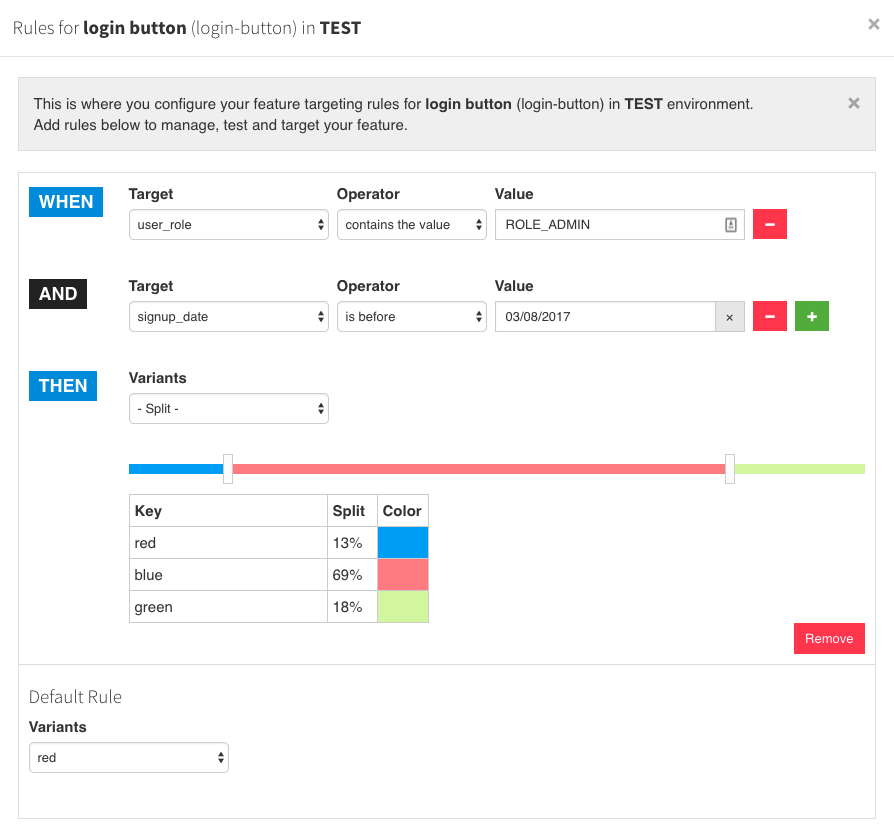 Rules for login button (login-button) in TEST ×
This is where you configure your feature targeting rules for login button (login-button) in TEST environment. ×
Add rules below to manage, test and target your feature.
WHEN Target Operator Value
user_role contains the value ROLE_ADMIN −
AND Target Operator Value
signup_date is before 03/08/2017 × − +
THEN Variants
- Split -
Key Split Color
red 13%
blue 69%
green 18%
Remove
Default Rule
Variants
red